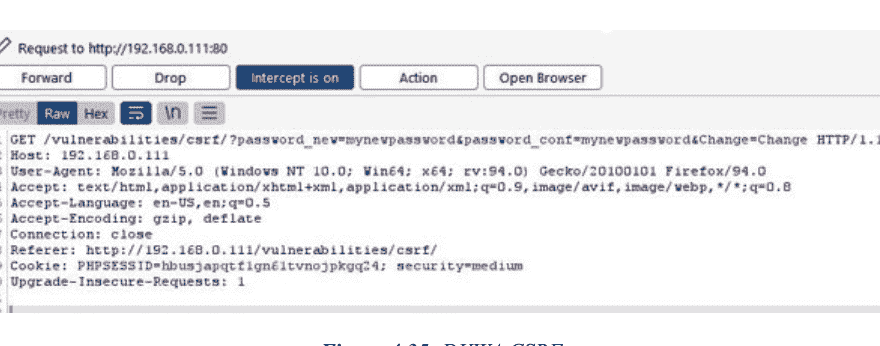 Request to http://192.168.0.111:80
Forward Drop Intercept is on Action Open Browser
Pretty Raw Hex \n
GET /vulnerabilities/csrf/?password_new=mynewpassword&password_conf=mynewpassword&Change=Change HTTP/1.1
Host: 192.168.0.111
User-Agent: Mozilla/5.0 (Windows NT 10.0; Win64; x64; rv:94.0) Gecko/20100101 Firefox/94.0
Accept: text/html,application/xhtml+xml,application/xml;q=0.9,image/avif,image/webp,*/*;q=0.8
Accept-Language: en-US,en;q=0.5
Accept-Encoding: gzip, deflate
Connection: close
Referer: http://192.168.0.111/vulnerabilities/csrf/
Cookie: security=medium
Upgrade-Insecure-Requests: 1